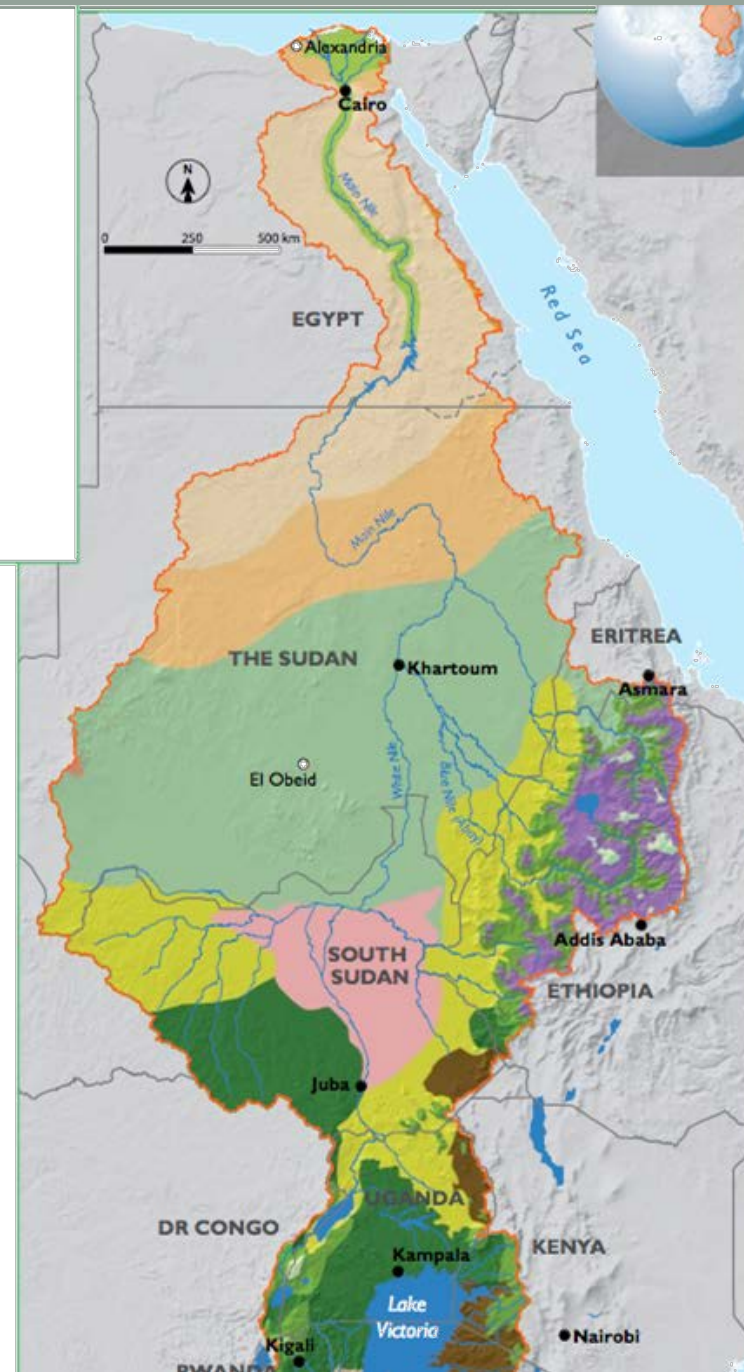 Alexandria
Cairo
N
Main Nile
0 250 500 km
EGYPT
Red Sea
Main Nile
ERITREA
THE SUDAN
Khartoum
Asmara
White Nile
Blue Nile (Abay)
El Obeid
SOUTH
SUDAN
Addis Ababa
ETHIOPIA
Juba
UGANDA
DR CONGO
KENYA
Kampala
Lake
Victoria
Nairobi
Kigali
RWANDA